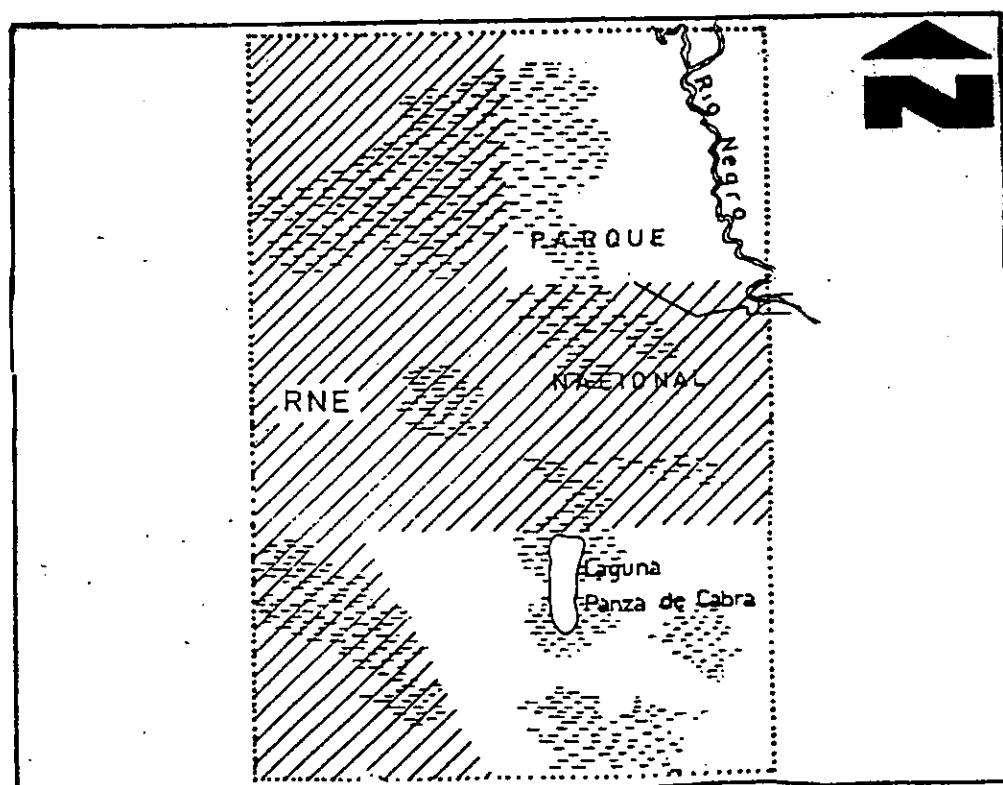 N
Rio Negro
PARQUE
NACIONAL
RNE
Laguna
Panza de Cabra